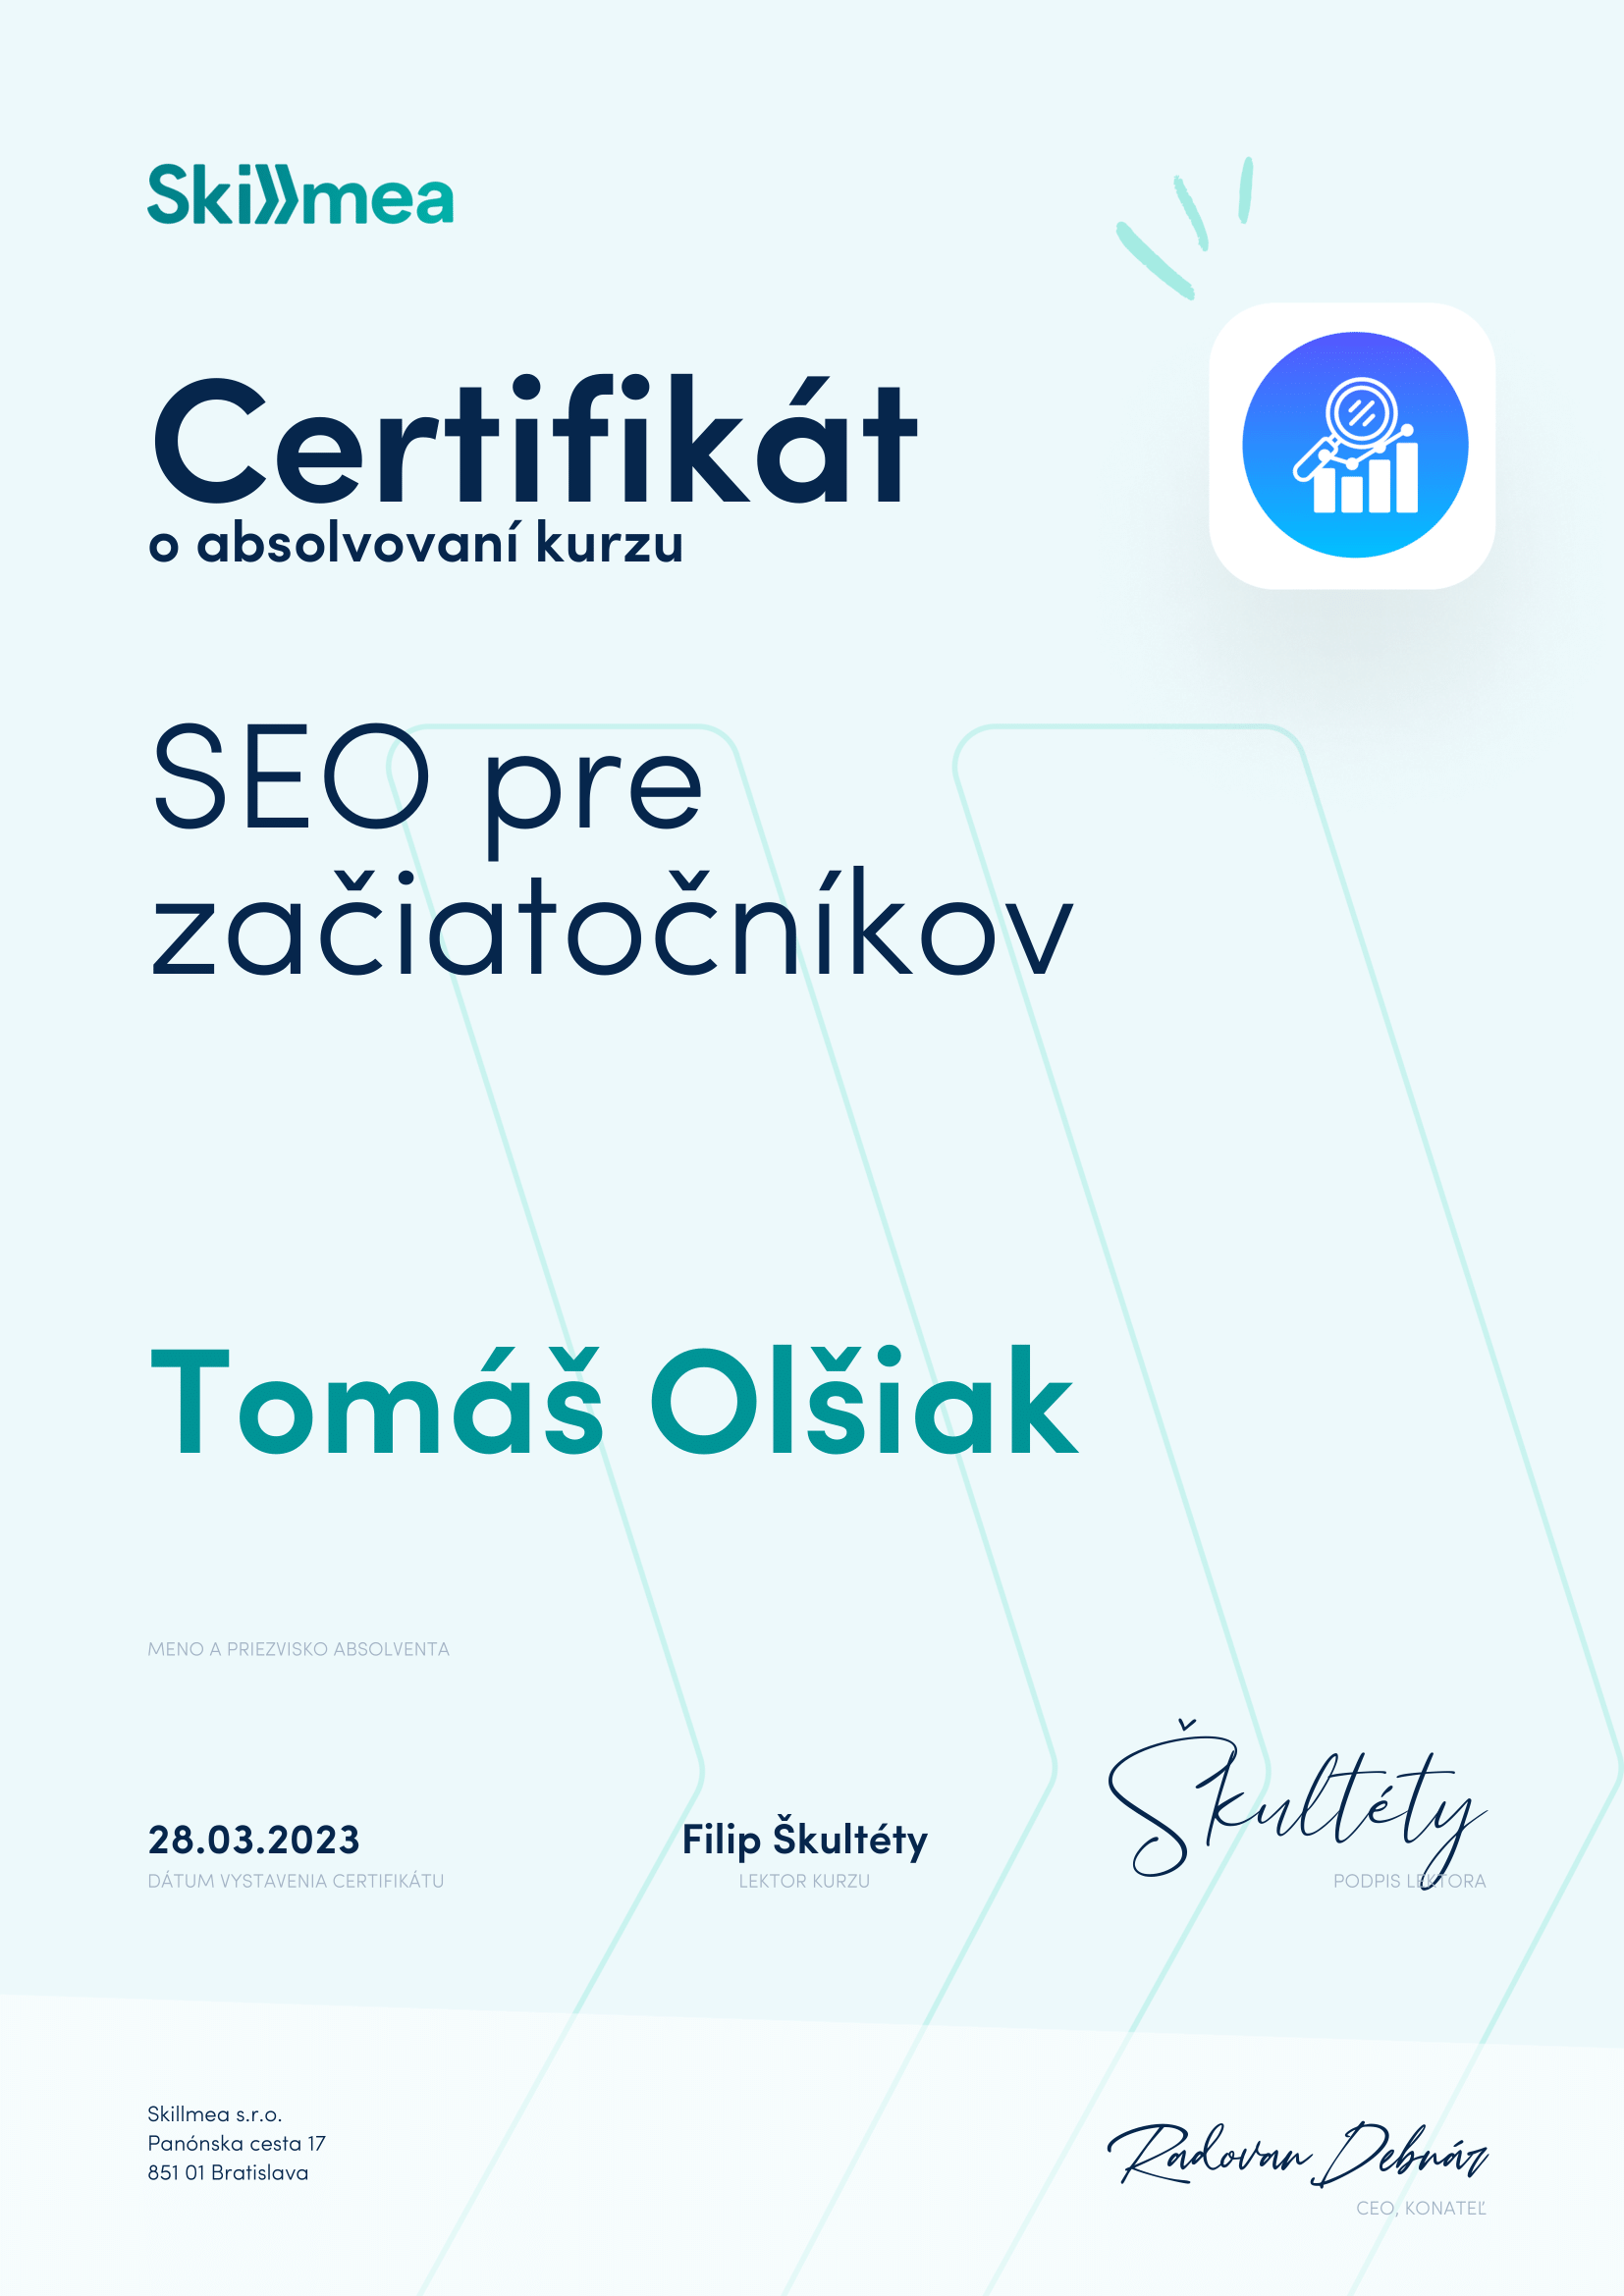 Skillmea
Certifikát
o absolvovaní kurzu
SEO pre
začiatočníkov
Tomáš Olšiak
MENO A PRIEZVISKO ABSOLVENTA
Škultéty
28.03.2023
Filip Škultéty
DÁTUM VYSTAVENIA CERTIFIKÁTU
LEKTOR KURZU
PODPIS LEKTORA
Skillmea s.r.o.
Panónska cesta 17
851 01 Bratislava
Radovan Debnár
CEO, KONATEĽ